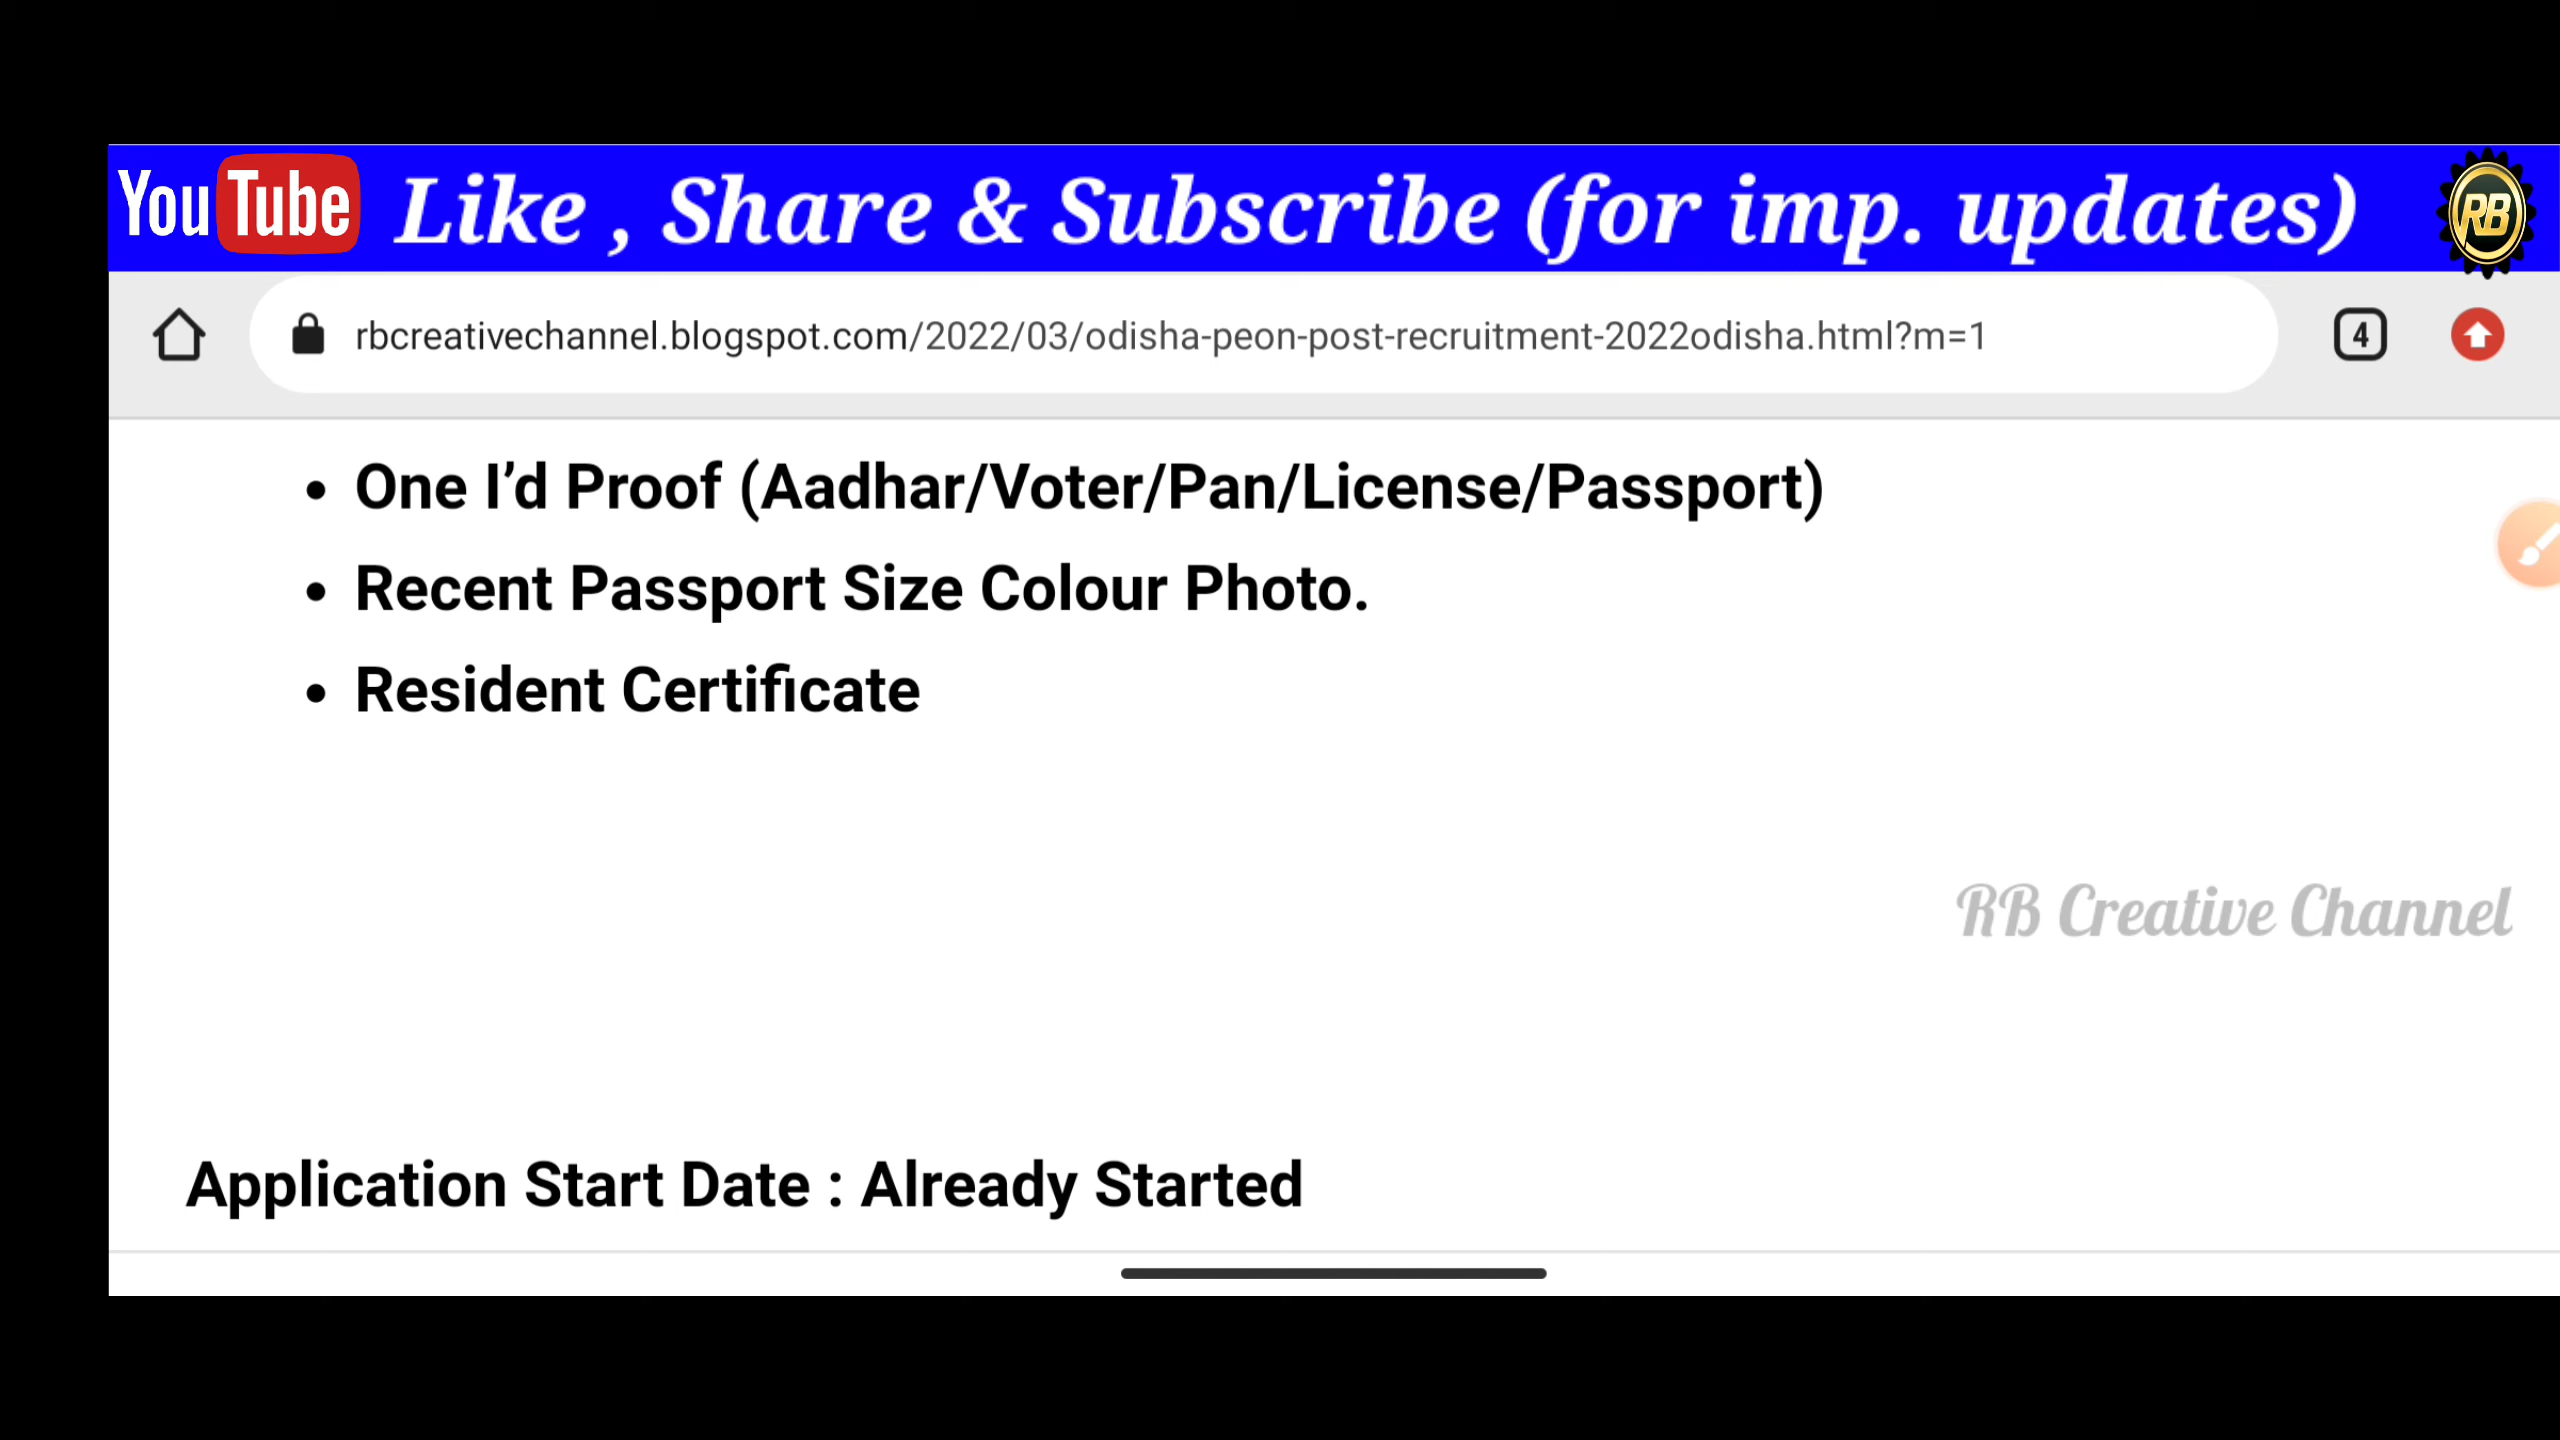 YouTube Like , Share & Subscribe (for imp. updates) RB
rbcreativechannel.blogspot.com/2022/03/odisha-peon-post-recruitment-2022odisha.html?m=1 4
• One I’d Proof (Aadhar/Voter/Pan/License/Passport)
• Recent Passport Size Colour Photo.
• Resident Certificate
RB Creative Channel
Application Start Date : Already Started